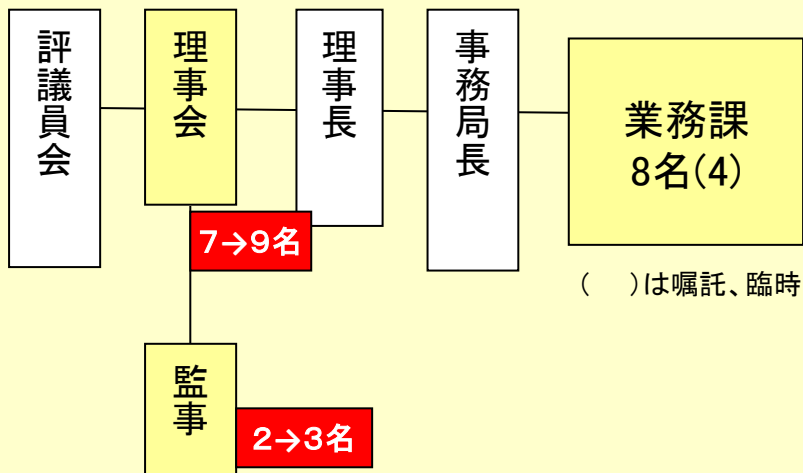 評議員会
理事会
理事長
事務局長
業務課
8名(4)
7→9名
(　)は嘱託、臨時
監事
2→3名